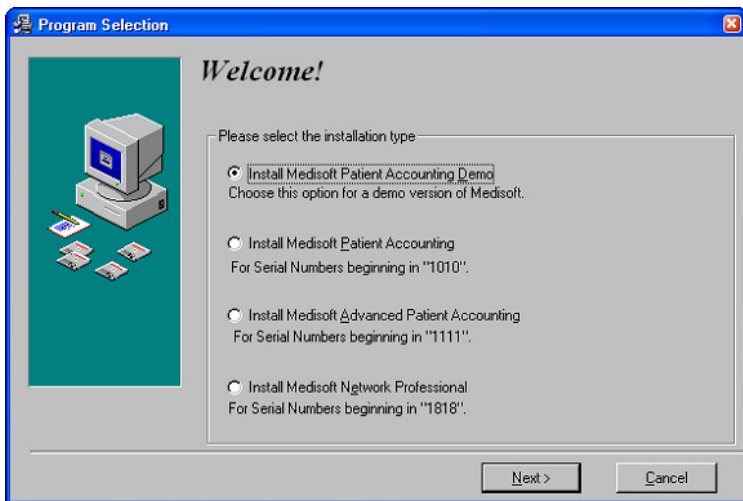 Program Selection
Welcome!
Please select the installation type
Install Medisoft Patient Accounting Demo
Choose this option for a demo version of Medisoft.
Install Medisoft Patient Accounting
For Serial Numbers beginning in "1010".
Install Medisoft Advanced Patient Accounting
For Serial Numbers beginning in "1111".
Install Medisoft Network Professional
For Serial Numbers beginning in "1818".
Next >
Cancel